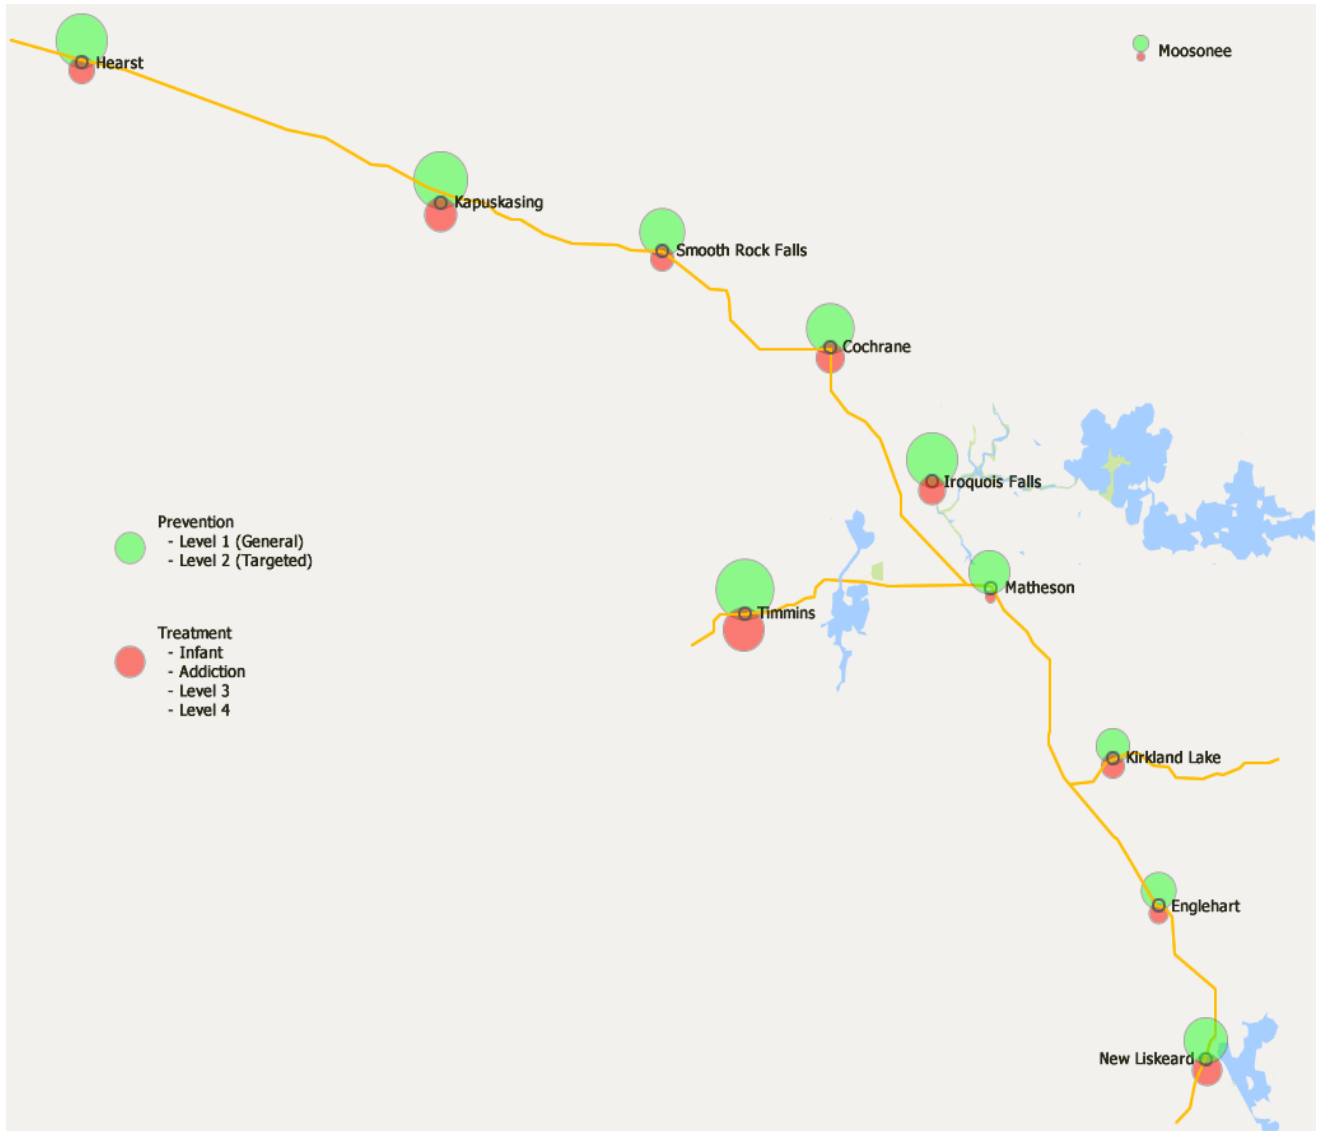 Hearst
Moosonee
Kapuskasing
Smooth Rock Falls
Cochrane
Iroquois Falls
Prevention
- Level 1 (General)
- Level 2 (Targeted)
Matheson
Timmins
Treatment
- Infant
- Addiction
- Level 3
- Level 4
Kirkland Lake
Englehart
New Liskeard